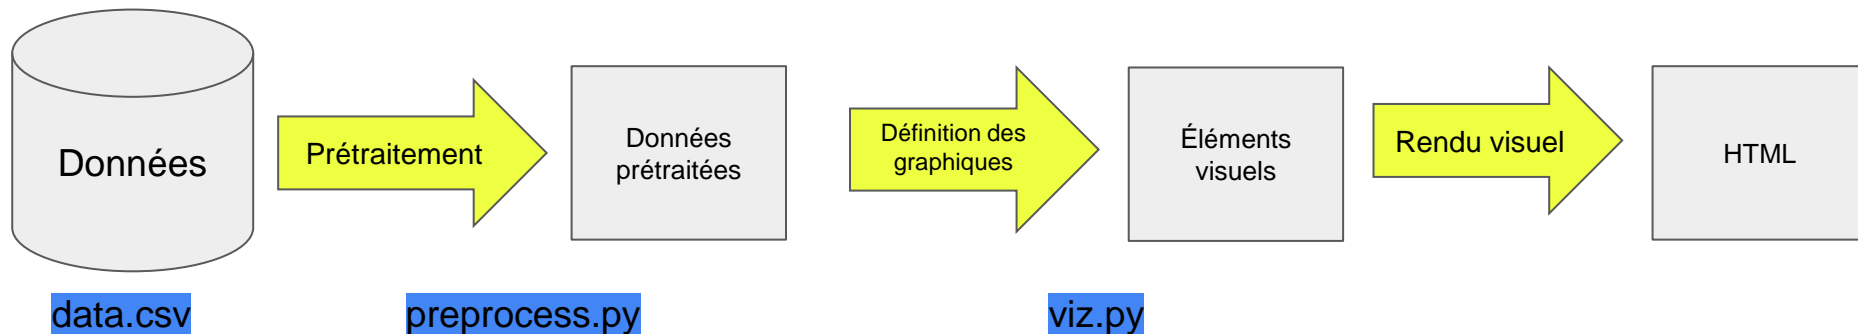 Données
Prétraitement
Données
prétraitées
Définition des
graphiques
Éléments
visuels
Rendu visuel
HTML
data.csv
preprocess.py
viz.py